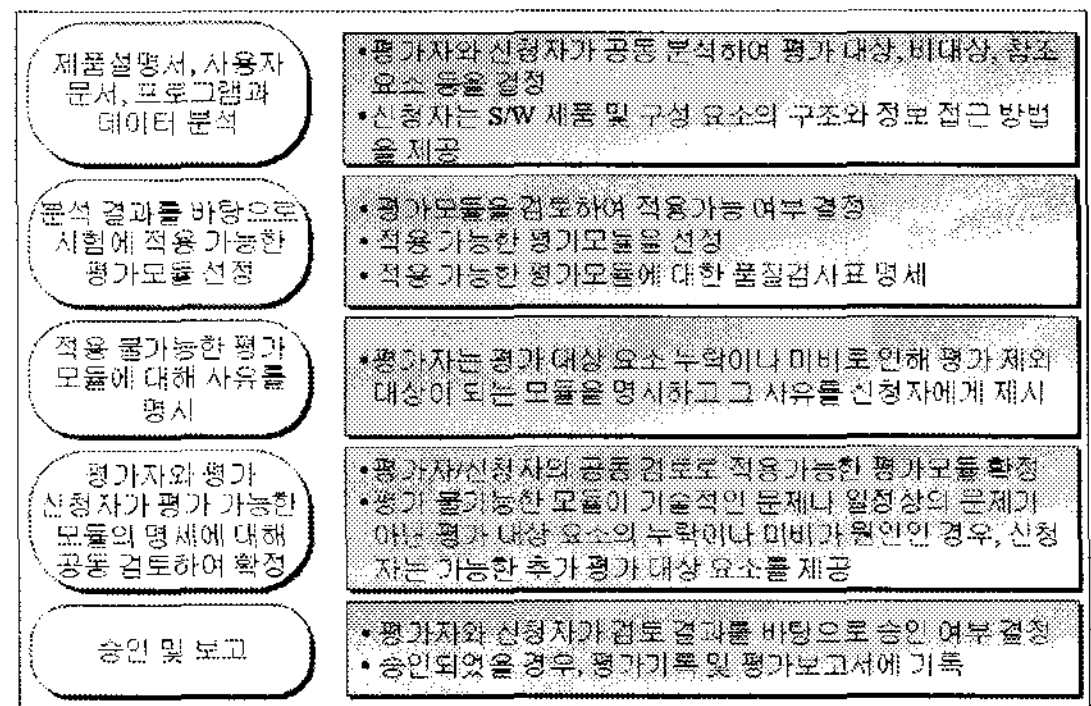 제품설명서, 사용자
문서, 프로그램과
데이터 분석
•평가자와 신청자가 공동 분석하여 평가 대상, 비대상, 참조
요소 등을 결정
•신청자는 S/W 제품 및 구성 요소의 구조와 정보 접근 방법
을 제공
분석 결과를 바탕으로
시험에 적용 가능한
평가모듈 선정
•평가모듈을 검토하여 적용가능 여부 결정
•적용 가능한 평가모듈을 선정
•적용 가능한 평가모듈에 대한 품질검사표 명세
적용 불가능한 평가
모듈에 대해 사유를
명시
•평가자는 평가 대상 요소 누락이나 미비로 인해 평가 제외
대상이 되는 모듈을 명시하고 그 사유를 신청자에게 제시
평가자와 평가
신청자가 평가 가능한
모듈의 명세에 대해
공동 검토하여 확정
•평가자/신청자의 공동 검토로 적용가능한 평가모듈 확정
•평가 불가능한 모듈이 기술적인 문제나 일정상의 문제가
아닌 평가 대상 요소의 누락이나 미비가 원인인 경우, 신청
자는 가능한 추가 평가 대상 요소를 제공
승인 및 보고
•평가자와 신청자가 검토 결과를 바탕으로 승인 여부 결정
•승인되었을 경우, 평가기록 및 평가보고서에 기록